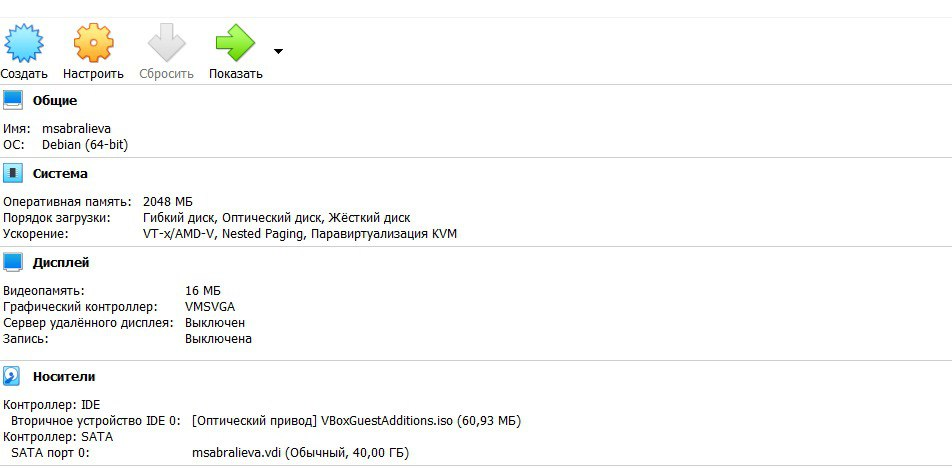 Создать Настроить Сбросить Показать
Общие
Имя: msabralieva
ОС: Debian (64-bit)
Система
Оперативная память: 2048 МБ
Порядок загрузки: Гибкий диск, Оптический диск, Жёсткий диск
Ускорение: VT-x/AMD-V, Nested Paging, Паравиртуализация KVM
Дисплей
Видеопамять: 16 МБ
Графический контроллер: VMSVGA
Сервер удалённого дисплея: Выключен
Запись: Выключена
Носители
Контроллер: IDE
Вторичное устройство IDE 0: [Оптический привод] VBoxGuestAdditions.iso (60,93 МБ)
Контроллер: SATA
SATA порт 0: msabralieva.vdi (Обычный, 40,00 ГБ)